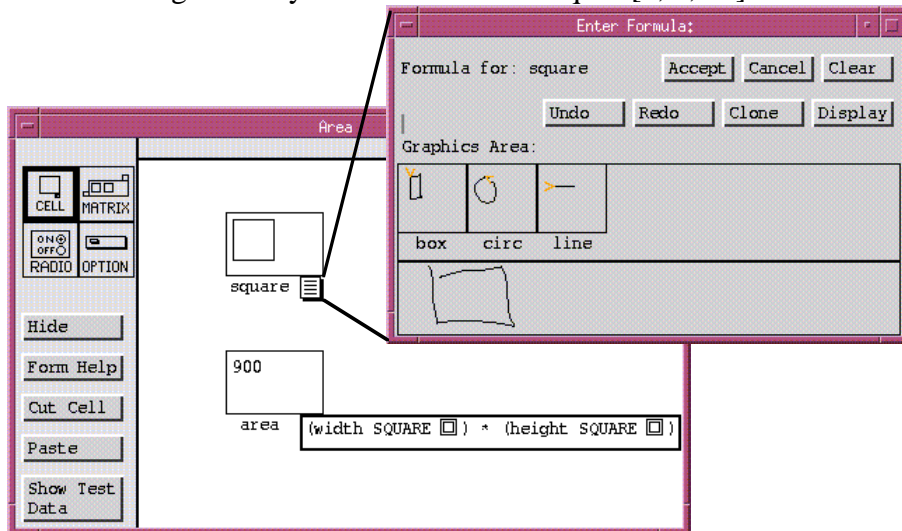 Enter Formula:
Formula for: square
Accept Cancel Clear
Undo Redo Clone Display
Graphics Area:
box circ line
Area
CELL MATRIX
ON
OFF
RADIO OPTION
square
Hide
Form Help
Cut Cell
Paste
Show Test
Data
900
area
(width SQUARE ) * (height SQUARE )